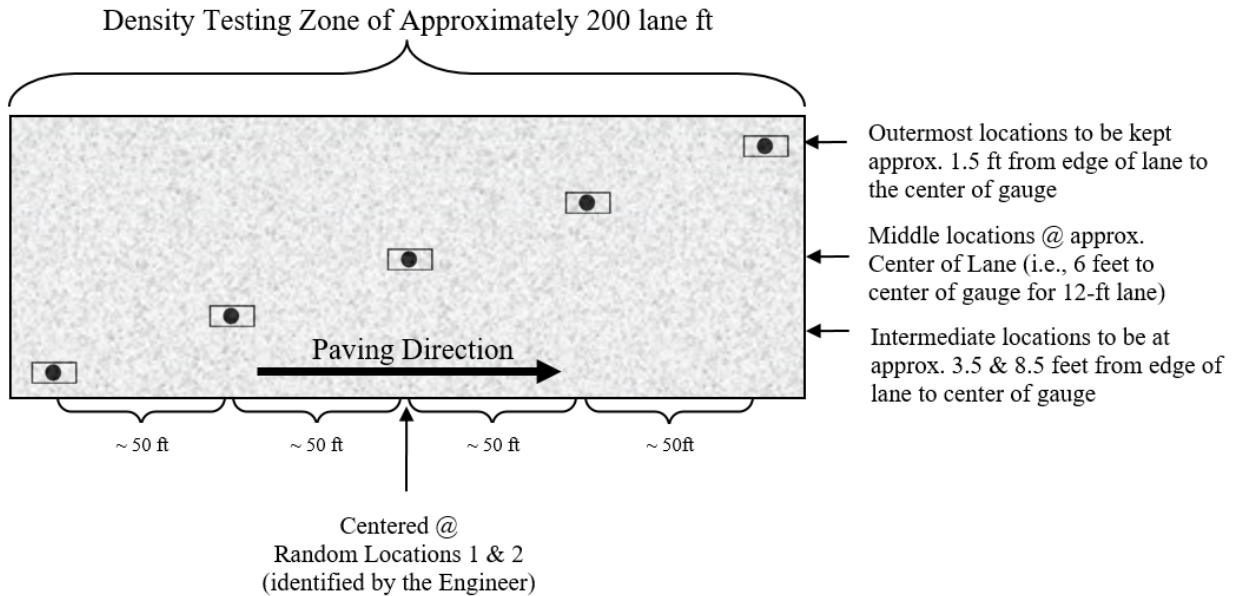 Density Testing Zone of Approximately 200 lane ft
Outermost locations to be kept
approx. 1.5 ft from edge of lane to
the center of gauge
Middle locations @ approx.
Center of Lane (i.e., 6 feet to
center of gauge for 12-ft lane)
Intermediate locations to be at
approx. 3.5 & 8.5 feet from edge of
lane to center of gauge
Paving Direction
~ 50 ft
~ 50 ft
~ 50 ft
~ 50ft
Centered @
Random Locations 1 & 2
(identified by the Engineer)